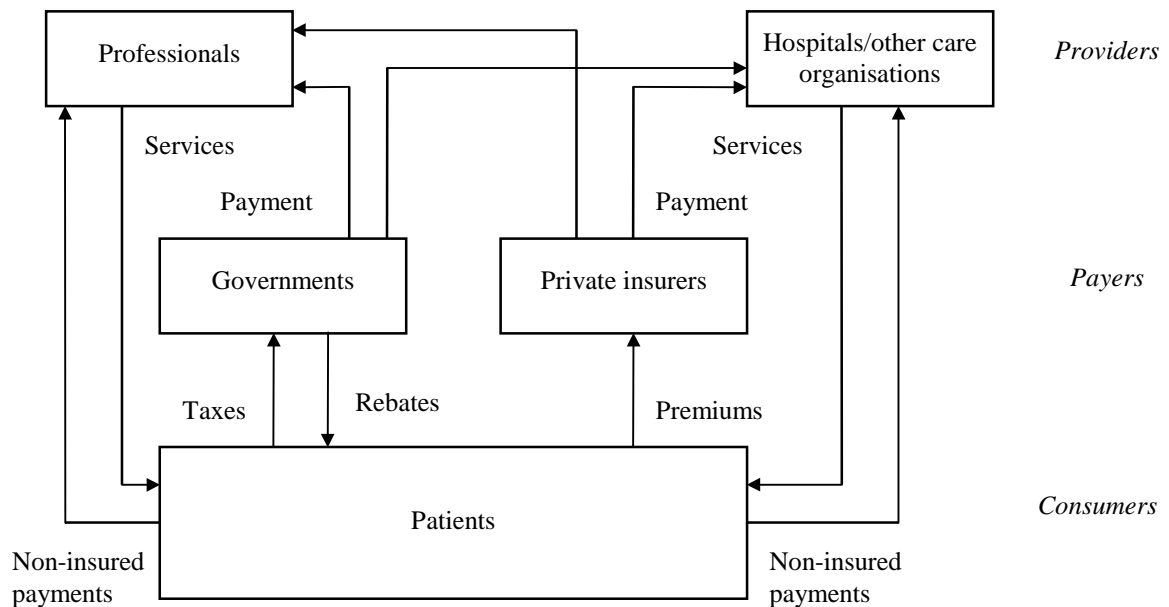 Professionals
Hospitals/other care
organisations
Providers
Services
Services
Payment
Payment
Governments
Private insurers
Payers
Taxes
Rebates
Premiums
Patients
Consumers
Non-insured
payments
Non-insured
payments